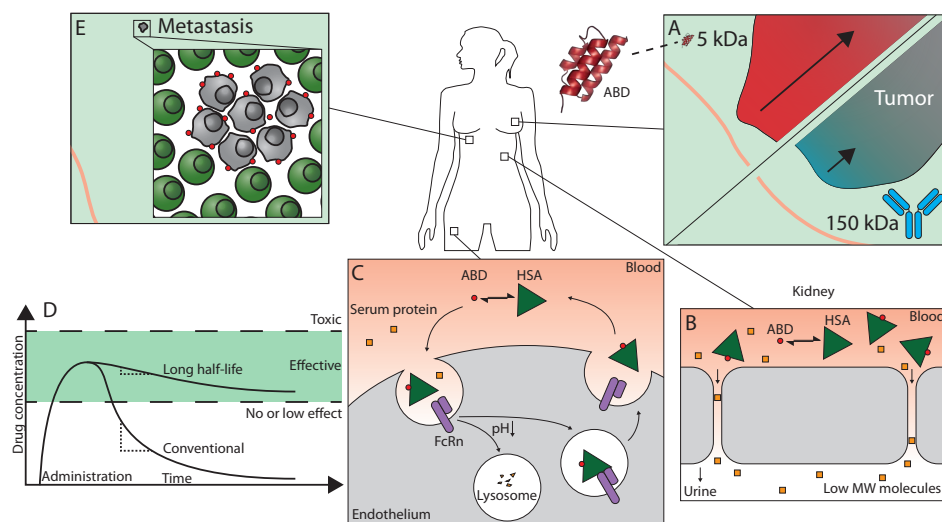 E
Metastasis
A
5 kDa
ABD
Tumor
150 kDa
C
Blood
ABD
HSA
Serum protein
FcRn
pH
Lysosome
Endothelium
Kidney
B
Blood
ABD
HSA
Urine
Low MW molecules
D
Toxic
Long half-life
Effective
No or low effect
Conventional
Administration
Time
Drug concentration